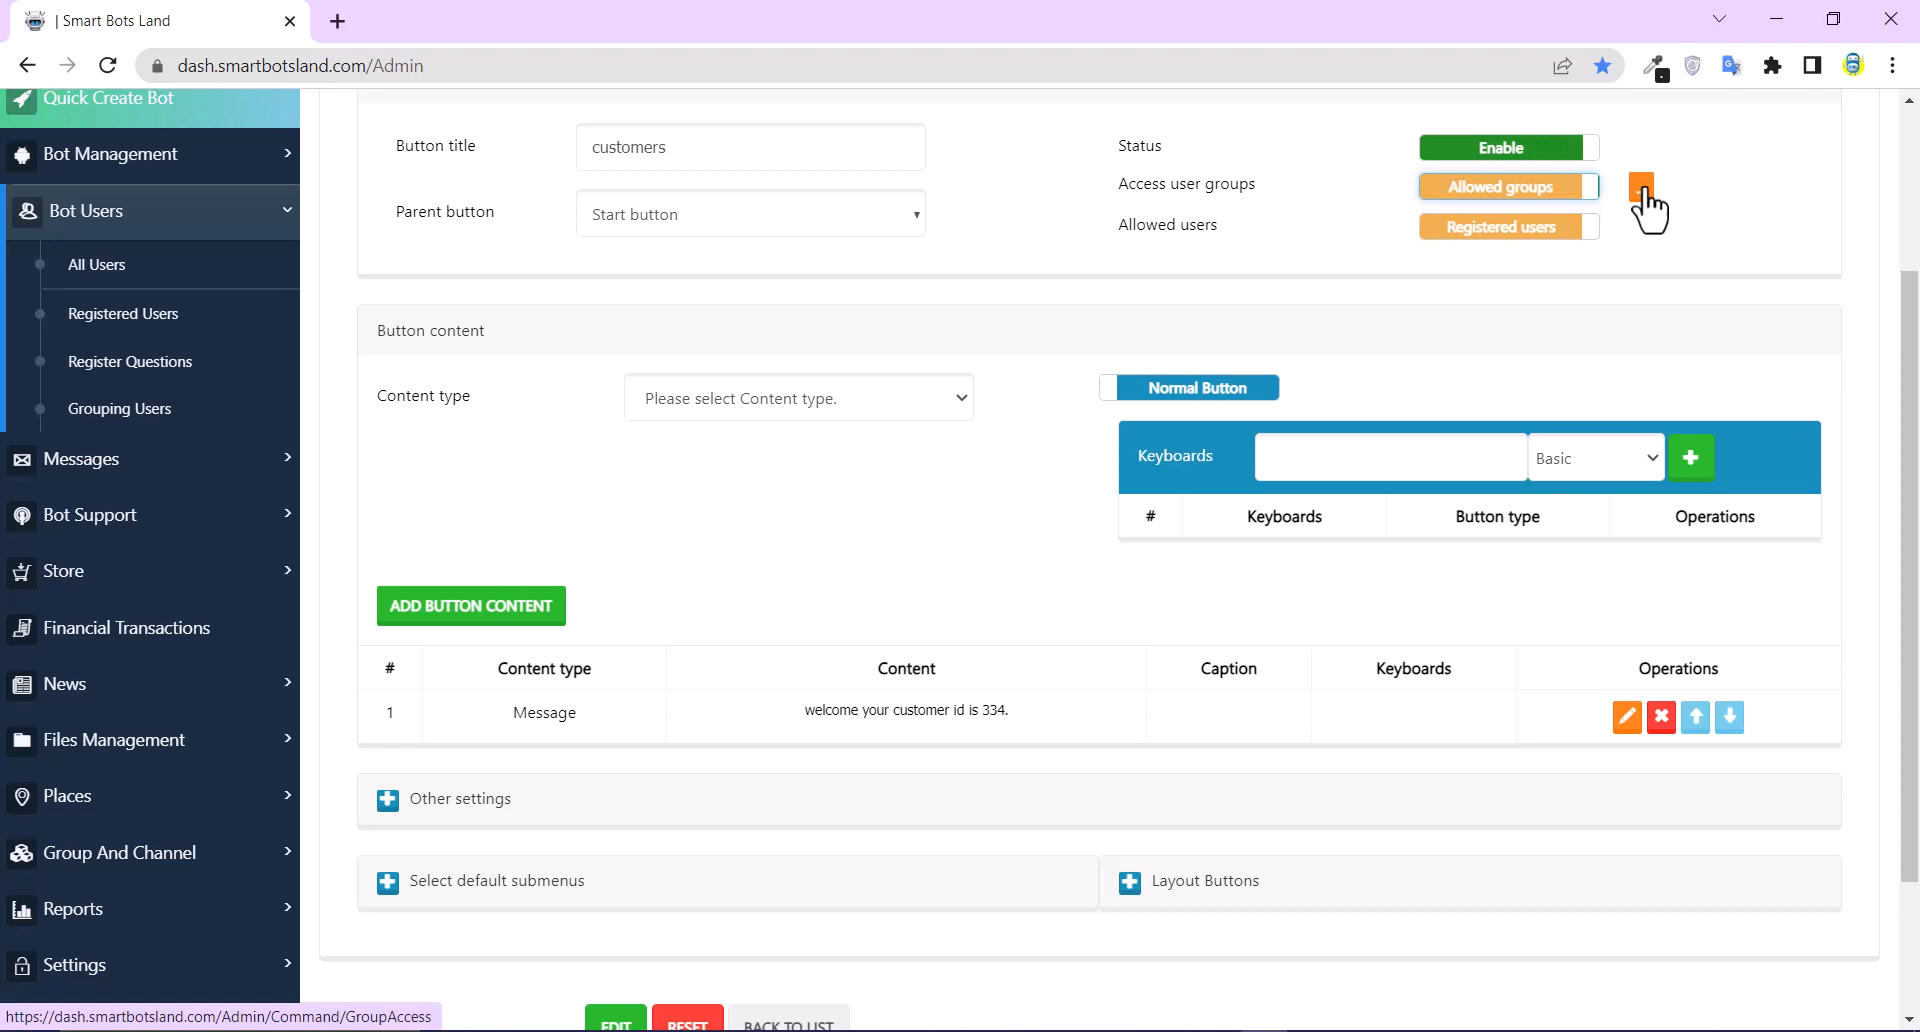 | Smart Bots Land
dash.smartbotsland.com/Admin
Quick Create Bot
Bot Management
Bot Users
All Users
Registered Users
Register Questions
Grouping Users
Messages
Bot Support
Store
Financial Transactions
News
Files Management
Places
Group And Channel
Reports
Settings
https://dash.smartbotsland.com/Admin/Command/GroupAccess
Button title
customers
Parent button
Start button
Status
Enable
Access user groups
Allowed groups
Allowed users
Registered users
Button content
Content type
Please select Content type.
Normal Button
Keyboards
Basic
# Keyboards Button type Operations
ADD BUTTON CONTENT
# Content type Content Caption Keyboards Operations
1 Message welcome your customer id is 334.
Other settings
Select default submenus
Layout Buttons
EDIT
RESET
BACK TO LIST